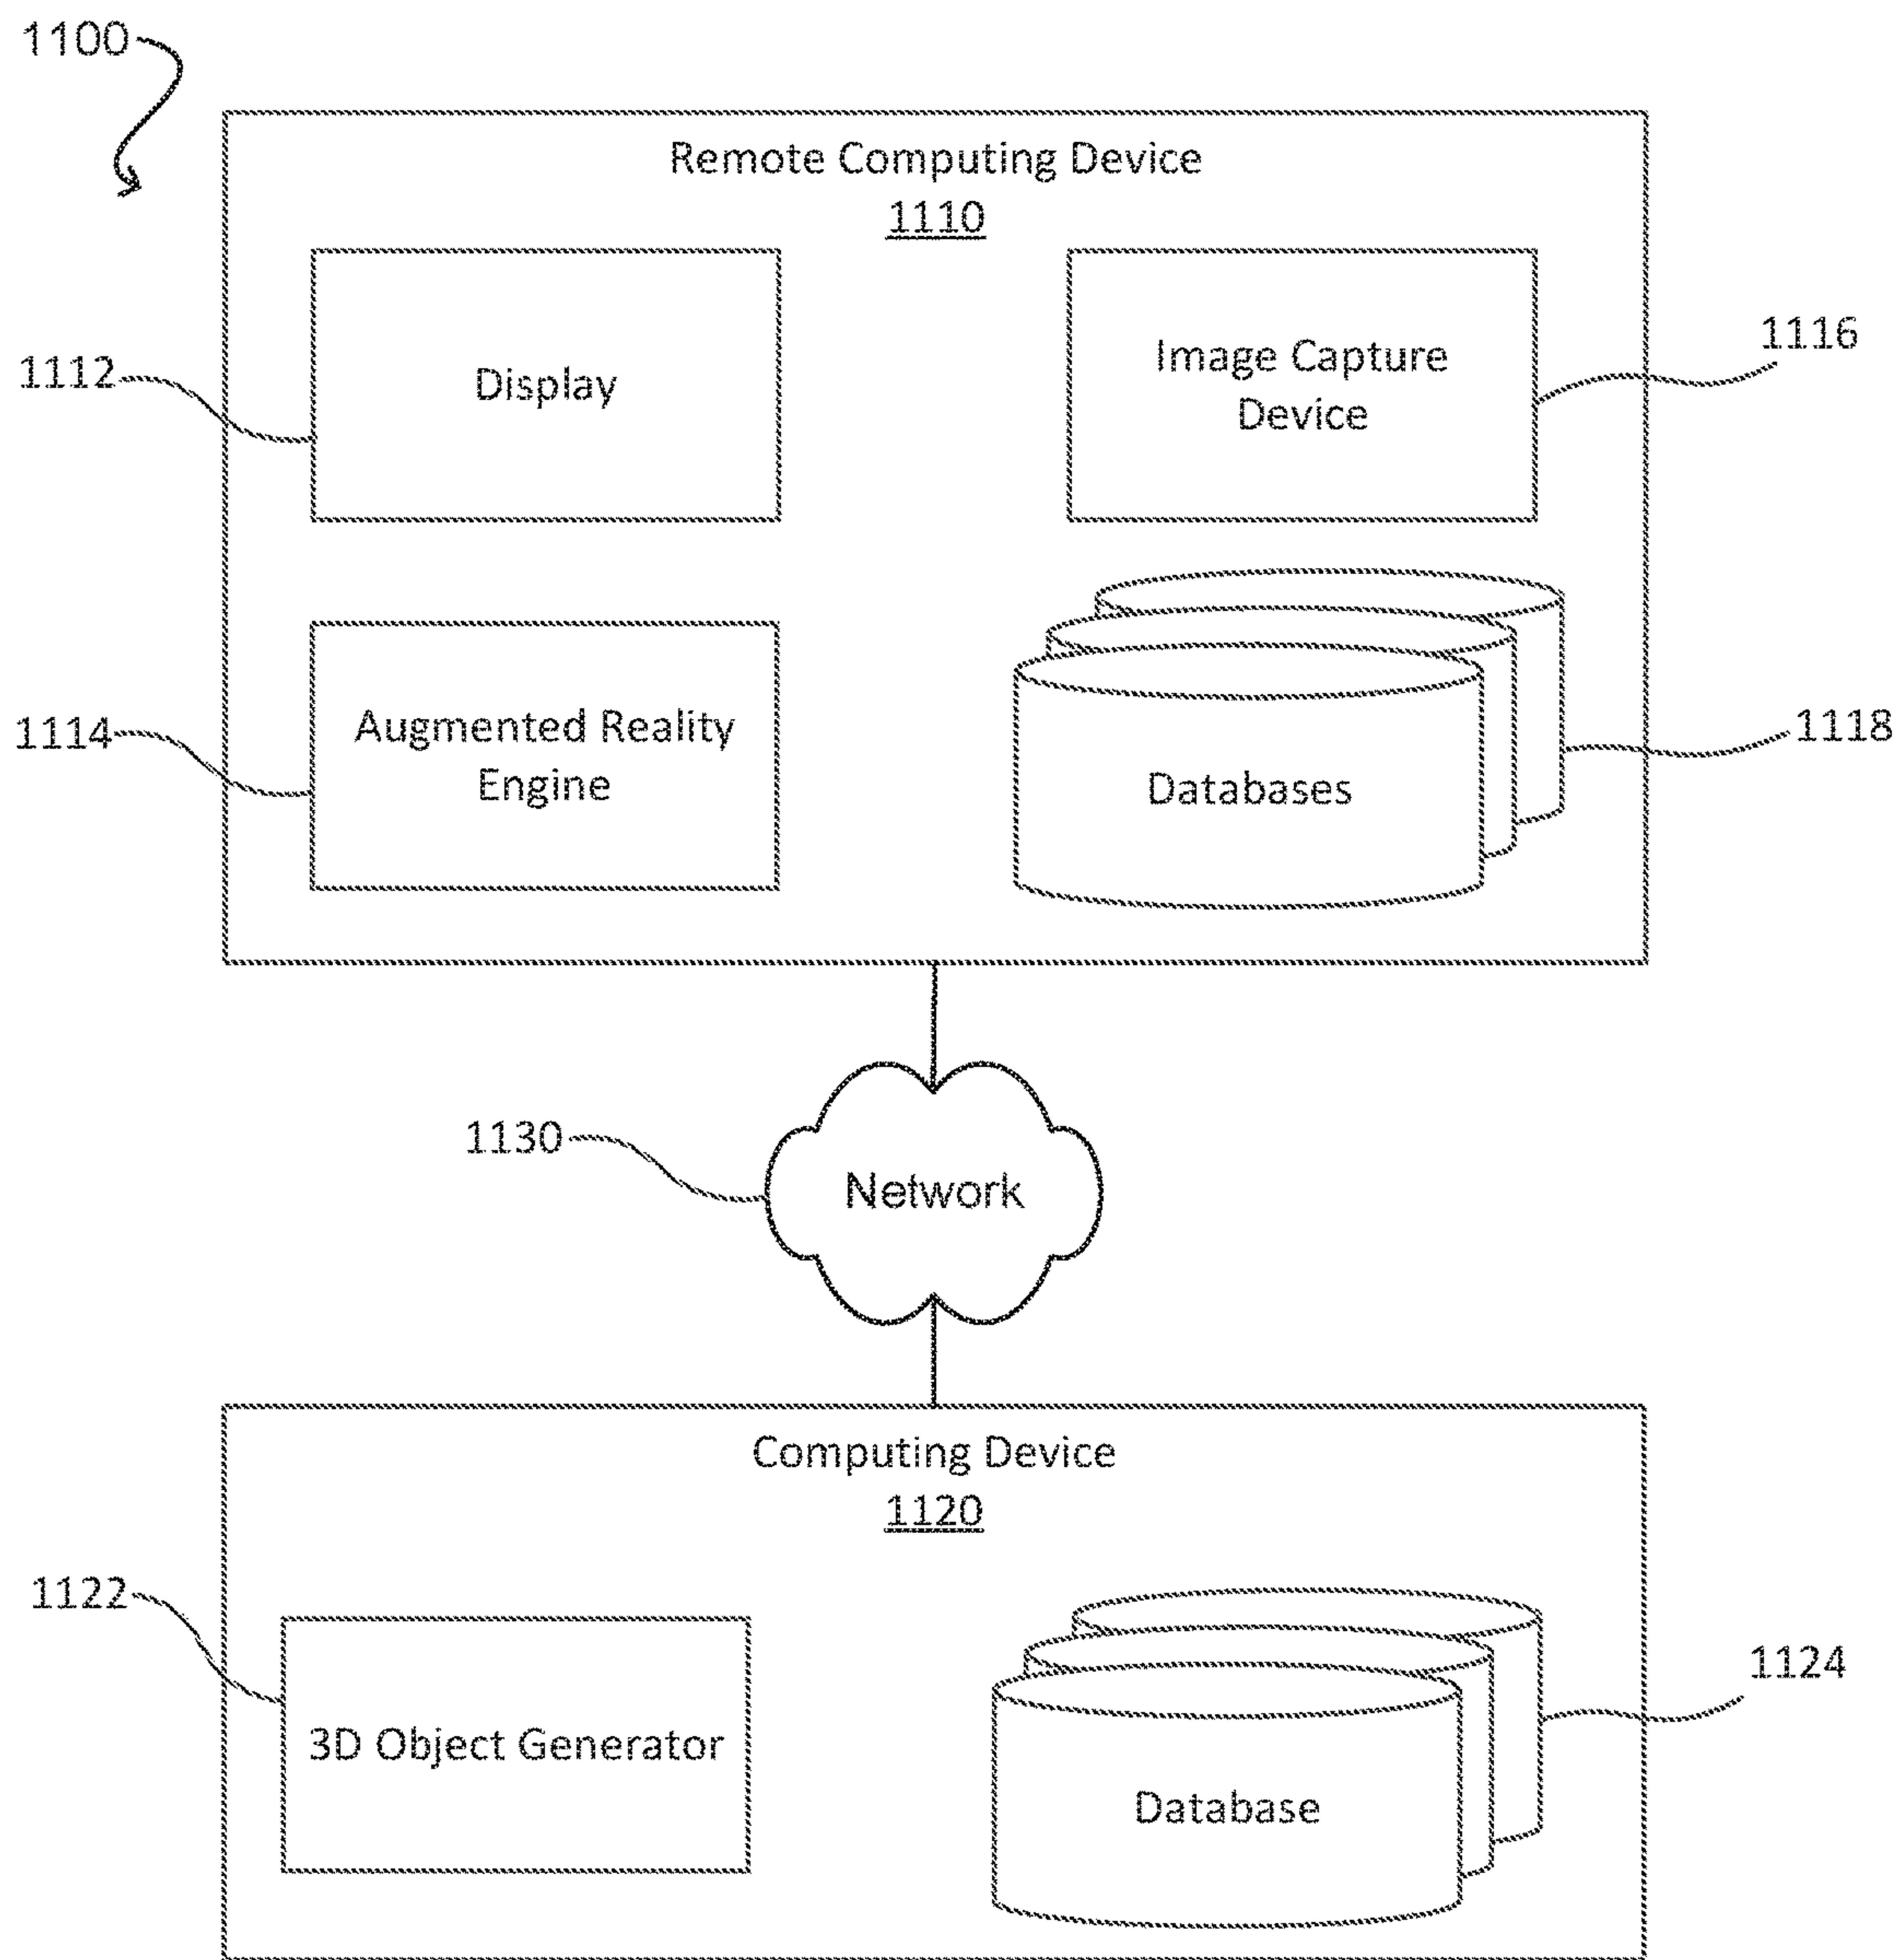 1100
Remote Computing Device
1110
1112
Display
Image Capture
Device
1116
1114
Augmented Reality
Engine
Databases
1118
1130
Network
Computing Device
1120
1122
3D Object Generator
Database
1124